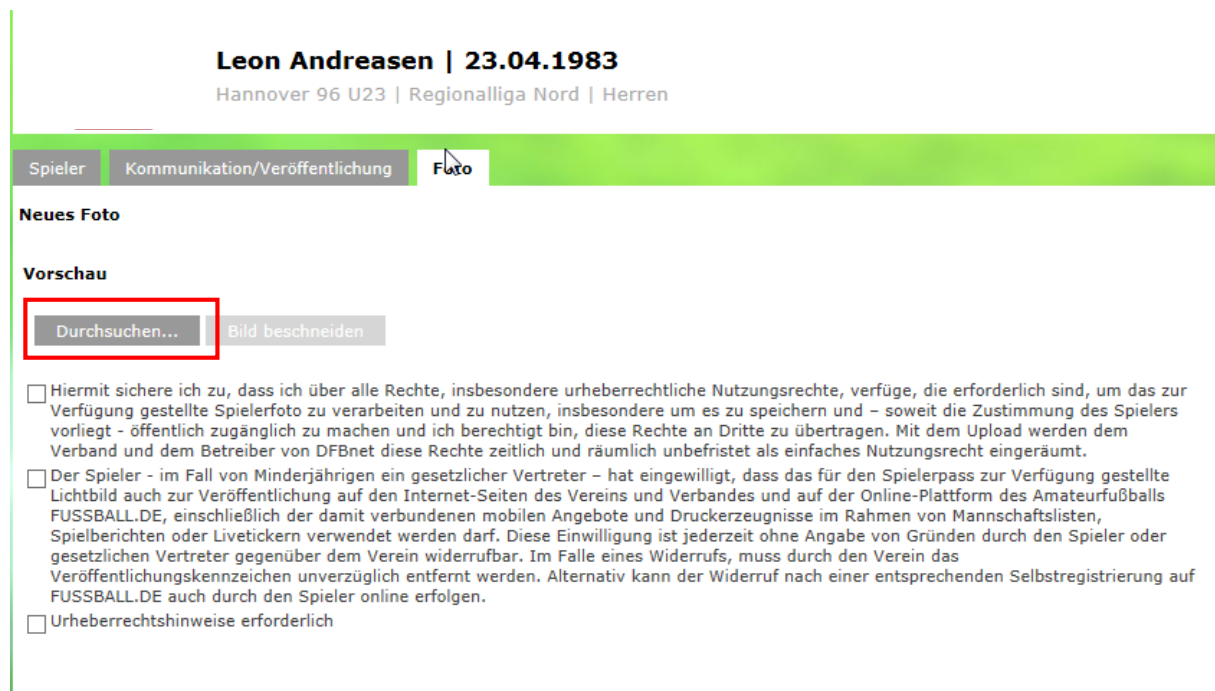 Leon Andreasen | 23.04.1983
Hannover 96 U23 | Regionalliga Nord | Herren
Spieler Kommunikation/Veröffentlichung Foto
Neues Foto
Vorschau
Durchsuchen... Bild beschneiden
Hiermit sichere ich zu, dass ich über alle Rechte, insbesondere urheberrechtliche Nutzungsrechte, verfüge, die erforderlich sind, um das zur
Verfügung gestellte Spielerfoto zu verarbeiten und zu nutzen, insbesondere um es zu speichern und – soweit die Zustimmung des Spielers
vorliegt - öffentlich zugänglich zu machen und ich berechtigt bin, diese Rechte an Dritte zu übertragen. Mit dem Upload werden dem
Verband und dem Betreiber von DFBnet diese Rechte zeitlich und räumlich unbefristet als einfaches Nutzungsrecht eingeräumt.
Der Spieler - im Fall von Minderjährigen ein gesetzlicher Vertreter – hat eingewilligt, dass das für den Spielerpass zur Verfügung gestellte
Lichtbild auch zur Veröffentlichung auf den Internet-Seiten des Vereins und Verbandes und auf der Online-Plattform des Amateurfußballs
FUSSBALL.DE, einschließlich der damit verbundenen mobilen Angebote und Druckerzeugnisse im Rahmen von Mannschaftslisten,
Spielberichten oder Livetickern verwendet werden darf. Diese Einwilligung ist jederzeit ohne Angabe von Gründen durch den Spieler oder
gesetzlichen Vertreter gegenüber dem Verein widerrufbar. Im Falle eines Widerrufs, muss durch den Verein das
Veröffentlichungskennzeichen unverzüglich entfernt werden. Alternativ kann der Widerruf nach einer entsprechenden Selbstregistrierung auf
FUSSBALL.DE auch durch den Spieler online erfolgen.
Urheberrechtshinweise erforderlich